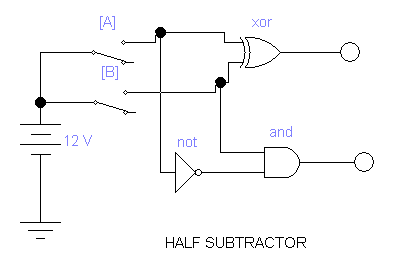 [A]
xor
[B]
12 V
not
and
HALF SUBTRACTOR